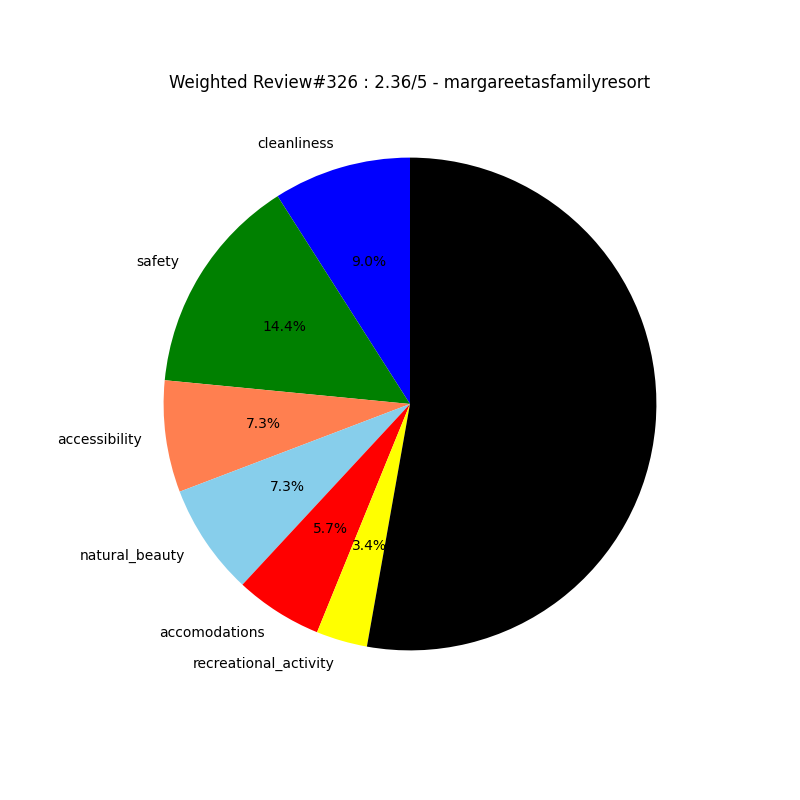 Weighted Review#326 : 2.36/5 - margareetasfamilyresort
cleanliness
9.0%
safety
14.4%
accessibility
7.3%
natural_beauty
7.3%
accomodations
5.7%
recreational_activity
3.4%